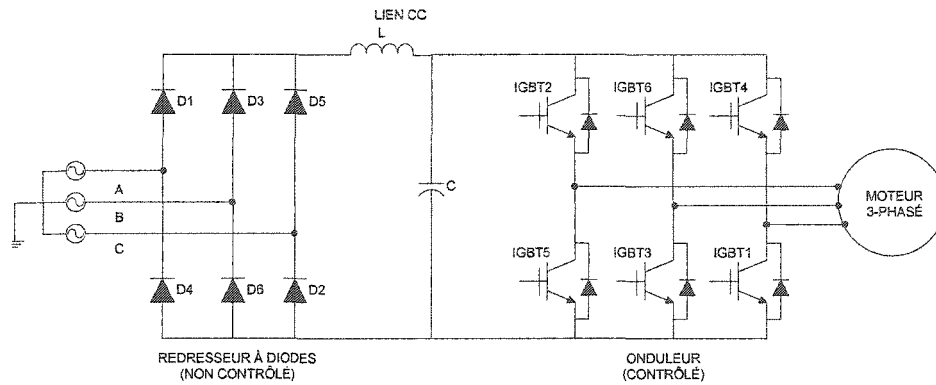 LIEN CC
L
D1
D3
D5
IGBT2
IGBT6
IGBT4
A
B
C
C
MOTEUR
3-PHASÉ
D4
D6
D2
IGBT5
IGBT3
IGBT1
REDRESSEUR À DIODES
(NON CONTRÔLÉ)
ONDULEUR
(CONTRÔLÉ)